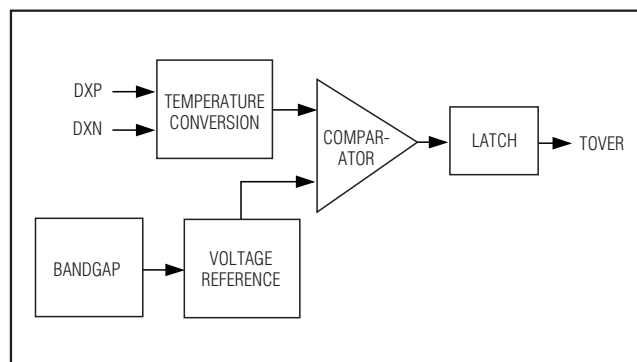 DXP
DXN
TEMPERATURE
CONVERSION
COMPAR-
ATOR
LATCH
TOVER
BANDGAP
VOLTAGE
REFERENCE